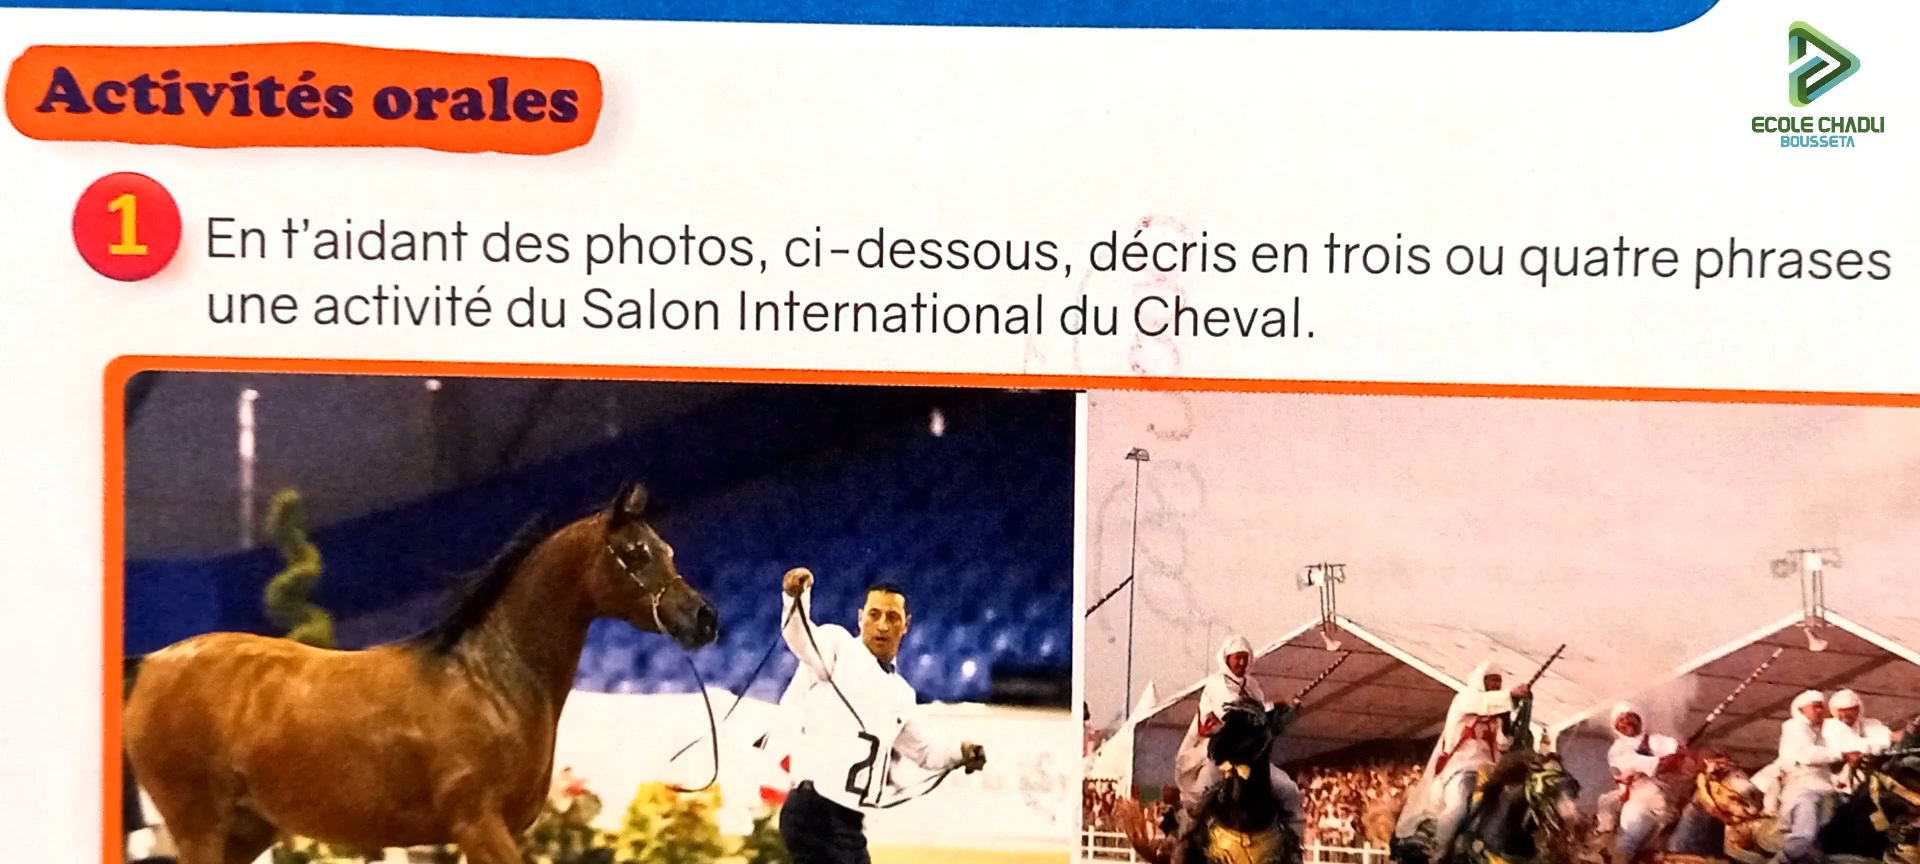 ECOLE CHADLI
BOUSSETA
Activités orales
1
En t'aidant des photos, ci-dessous, décris en trois ou quatre phrases
une activité du Salon International du Cheval.
2